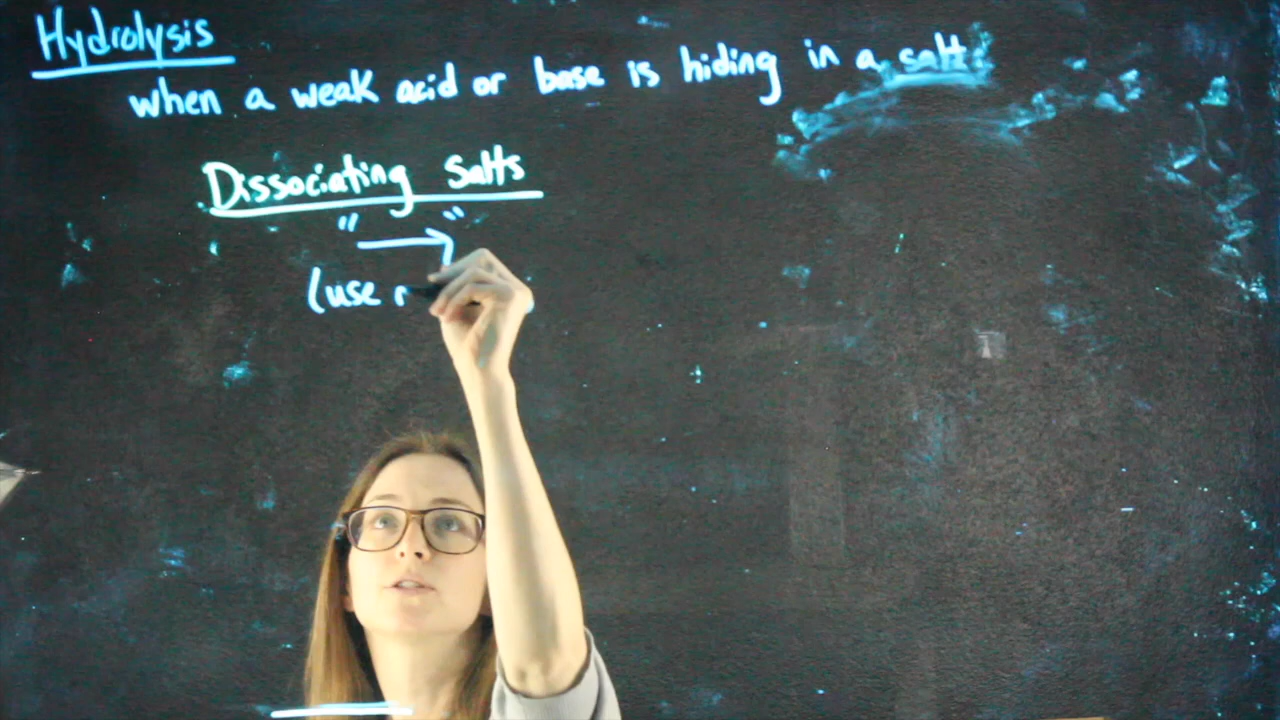 Hydrolysis
when a weak acid or base is hiding in a salt.
Dissociating Salts
" → "
(use